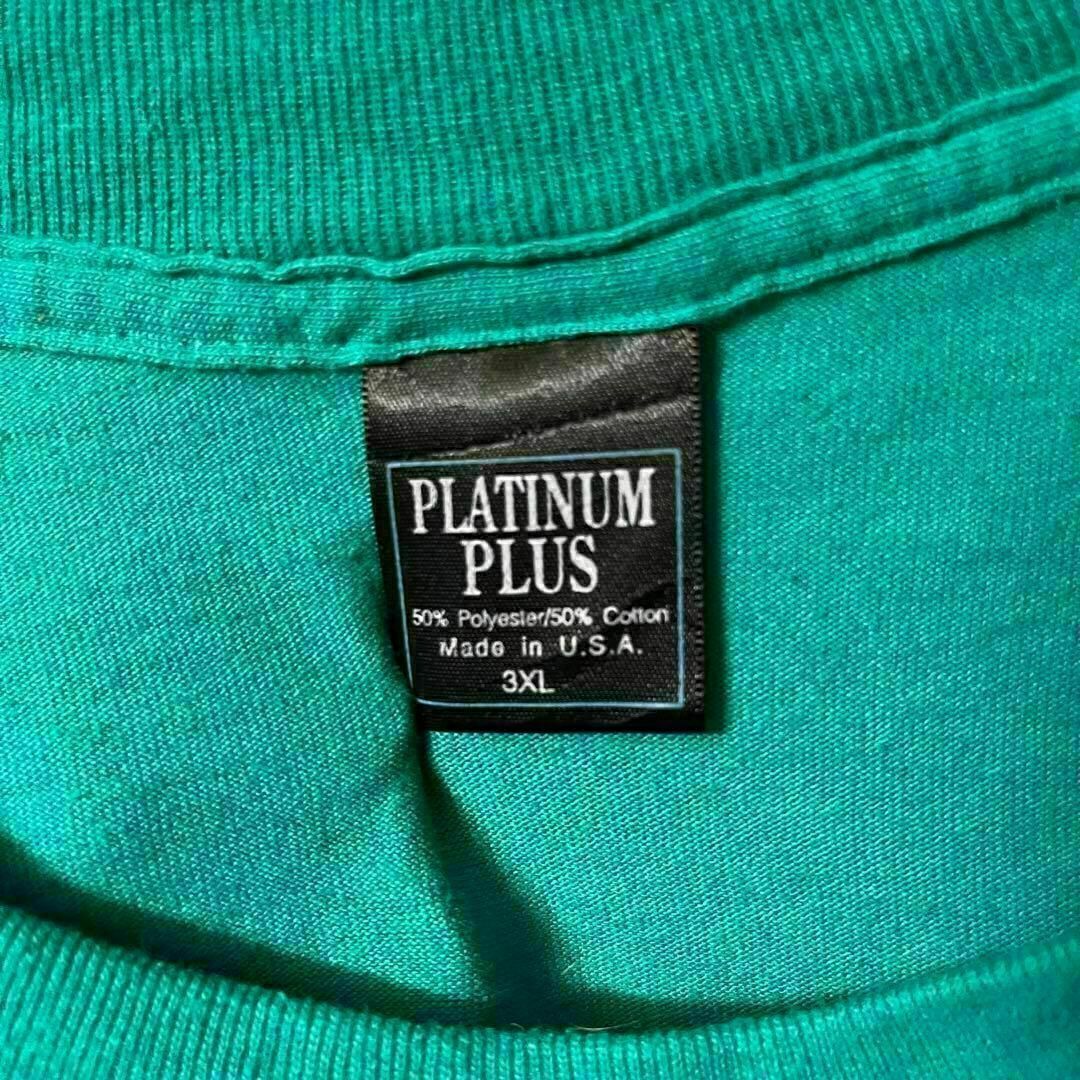 PLATINUM
PLUS
50% Polyester/50% Cotton
Made in U.S.A.
3XL